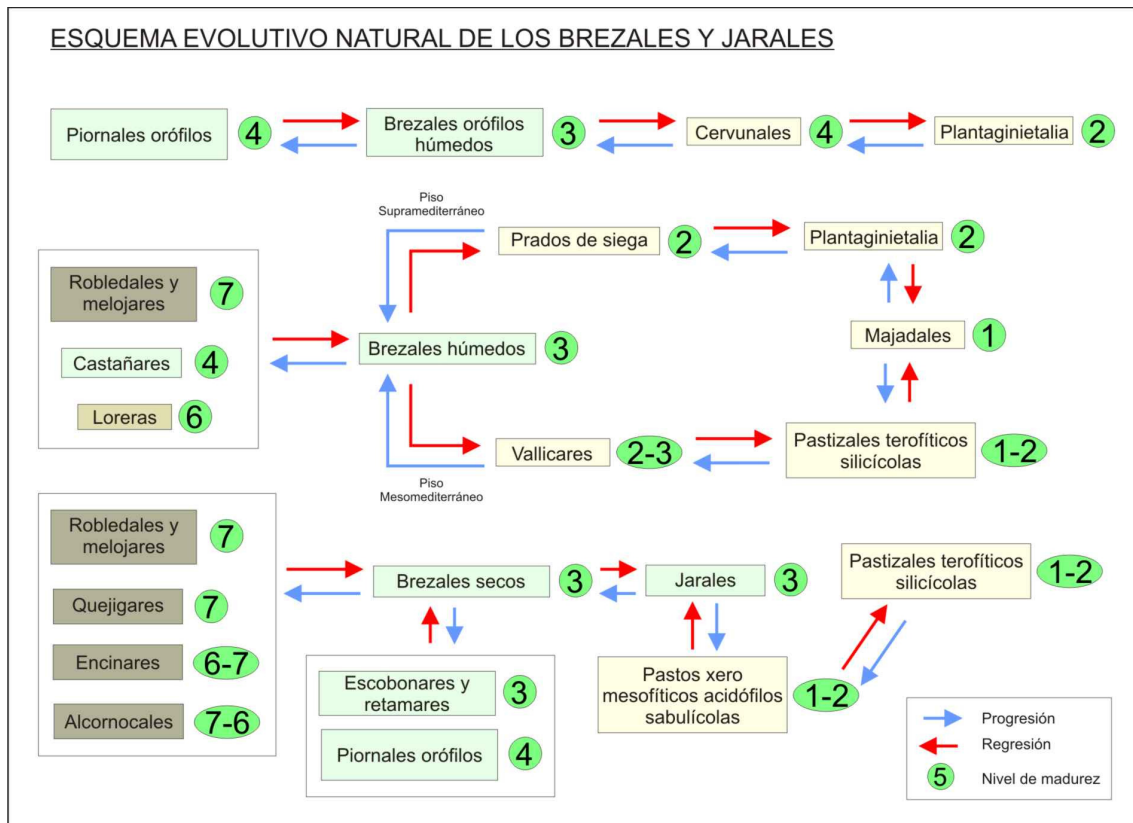 ESQUEMA EVOLUTIVO NATURAL DE LOS BREZALES Y JARALES
Piornales orófilos
4
Brezales orófilos
húmedos
3
Cervunales
4
Plantaginietalia
2
Piso
Supramediterráneo
Prados de siega
2
Plantaginietalia
2
Robledales y
melojares
7
Castañares
4
Loreras
6
Brezales húmedos
3
Majadales
1
Vallicares
2-3
Pastizales terofíticos
silicícolas
1-2
Piso
Mesomediterráneo
Robledales y
melojares
7
Quejigares
7
Encinares
6-7
Alcornocales
7-6
Brezales secos
3
Jarales
3
Pastizales terofíticos
silicícolas
1-2
Escobonares y
retamares
3
Piornales orófilos
4
Pastos xero
mesofíticos acidófilos
sabulícolas
1-2
Progresión
Regresión
5
Nivel de madurez